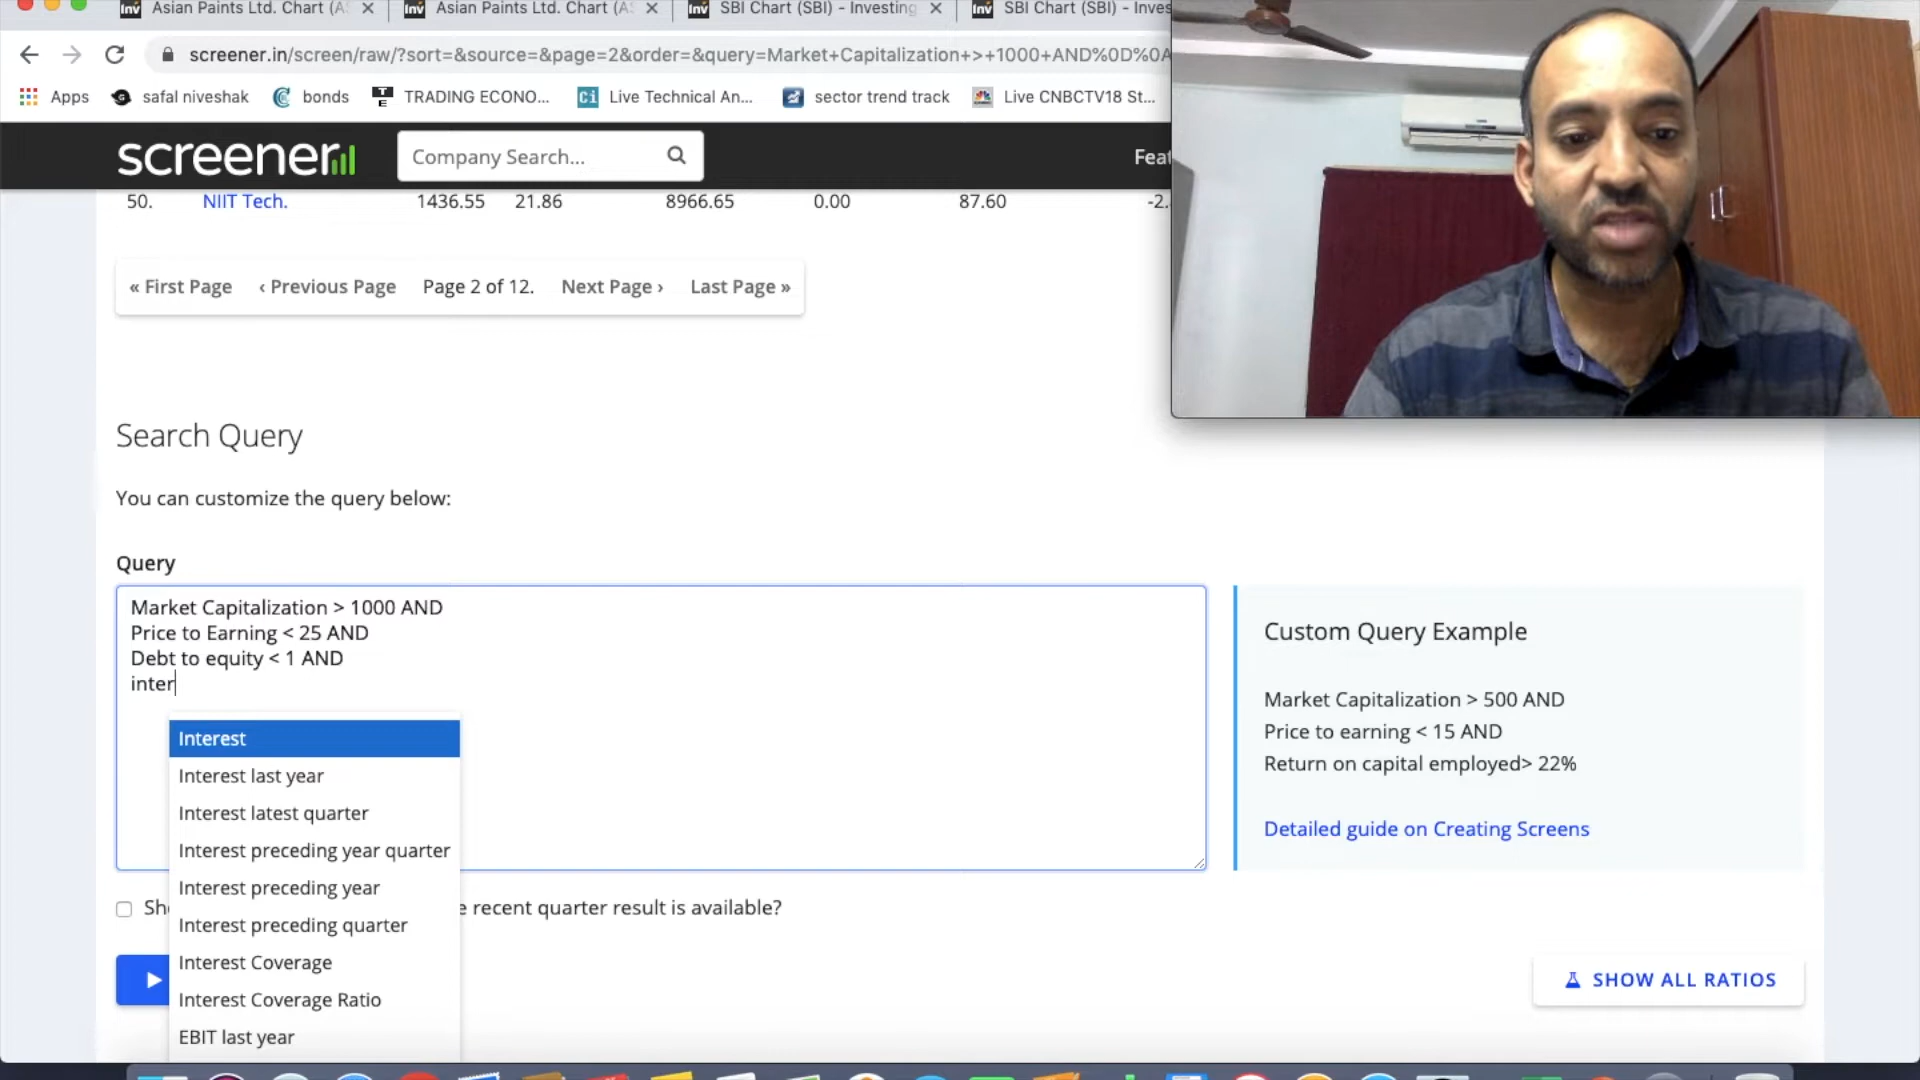 Asian Paints Ltd. Chart (AS
Asian Paints Ltd. Chart (AS
SBI Chart (SBI) - Investing
SBI Chart (SBI) - Inves
screener.in/screen/raw/?sort=&source=&page=2&order=&query=Market+Capitalization+>+1000+AND%0D%0A
Apps
safal niveshak
bonds
TRADING ECONO...
Live Technical An...
sector trend track
Live CNBCTV18 St...
screener
Company Search...
Feat
50. NIIT Tech. 1436.55 21.86 8966.65 0.00 87.60 -2.
« First Page ‹ Previous Page Page 2 of 12. Next Page › Last Page »
Search Query
You can customize the query below:
Query
Market Capitalization > 1000 AND
Price to Earning < 25 AND
Debt to equity < 1 AND
inter
Interest
Interest last year
Interest latest quarter
Interest preceding year quarter
Interest preceding year
Interest preceding quarter
Interest Coverage
Interest Coverage Ratio
EBIT last year
Custom Query Example
Market Capitalization > 500 AND
Price to earning < 15 AND
Return on capital employed> 22%
Detailed guide on Creating Screens
e recent quarter result is available?
SHOW ALL RATIOS